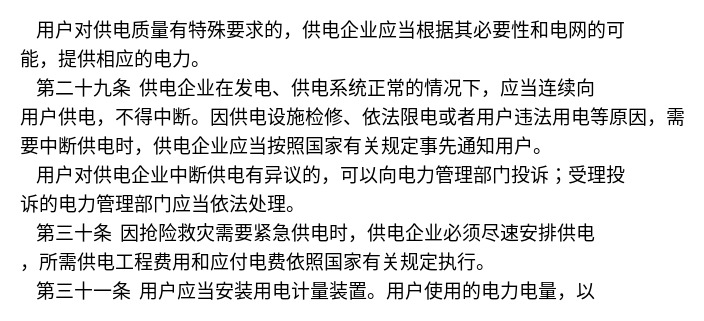 用户对供电质量有特殊要求的，供电企业应当根据其必要性和电网的可
能，提供相应的电力。
第二十九条 供电企业在发电、供电系统正常的情况下，应当连续向
用户供电，不得中断。因供电设施检修、依法限电或者用户违法用电等原因，需
要中断供电时，供电企业应当按照国家有关规定事先通知用户。
用户对供电企业中断供电有异议的，可以向电力管理部门投诉；受理投
诉的电力管理部门应当依法处理。
第三十条 因抢险救灾需要紧急供电时，供电企业必须尽速安排供电
，所需供电工程费用和应付电费依照国家有关规定执行。
第三十一条 用户应当安装用电计量装置。用户使用的电力电量，以